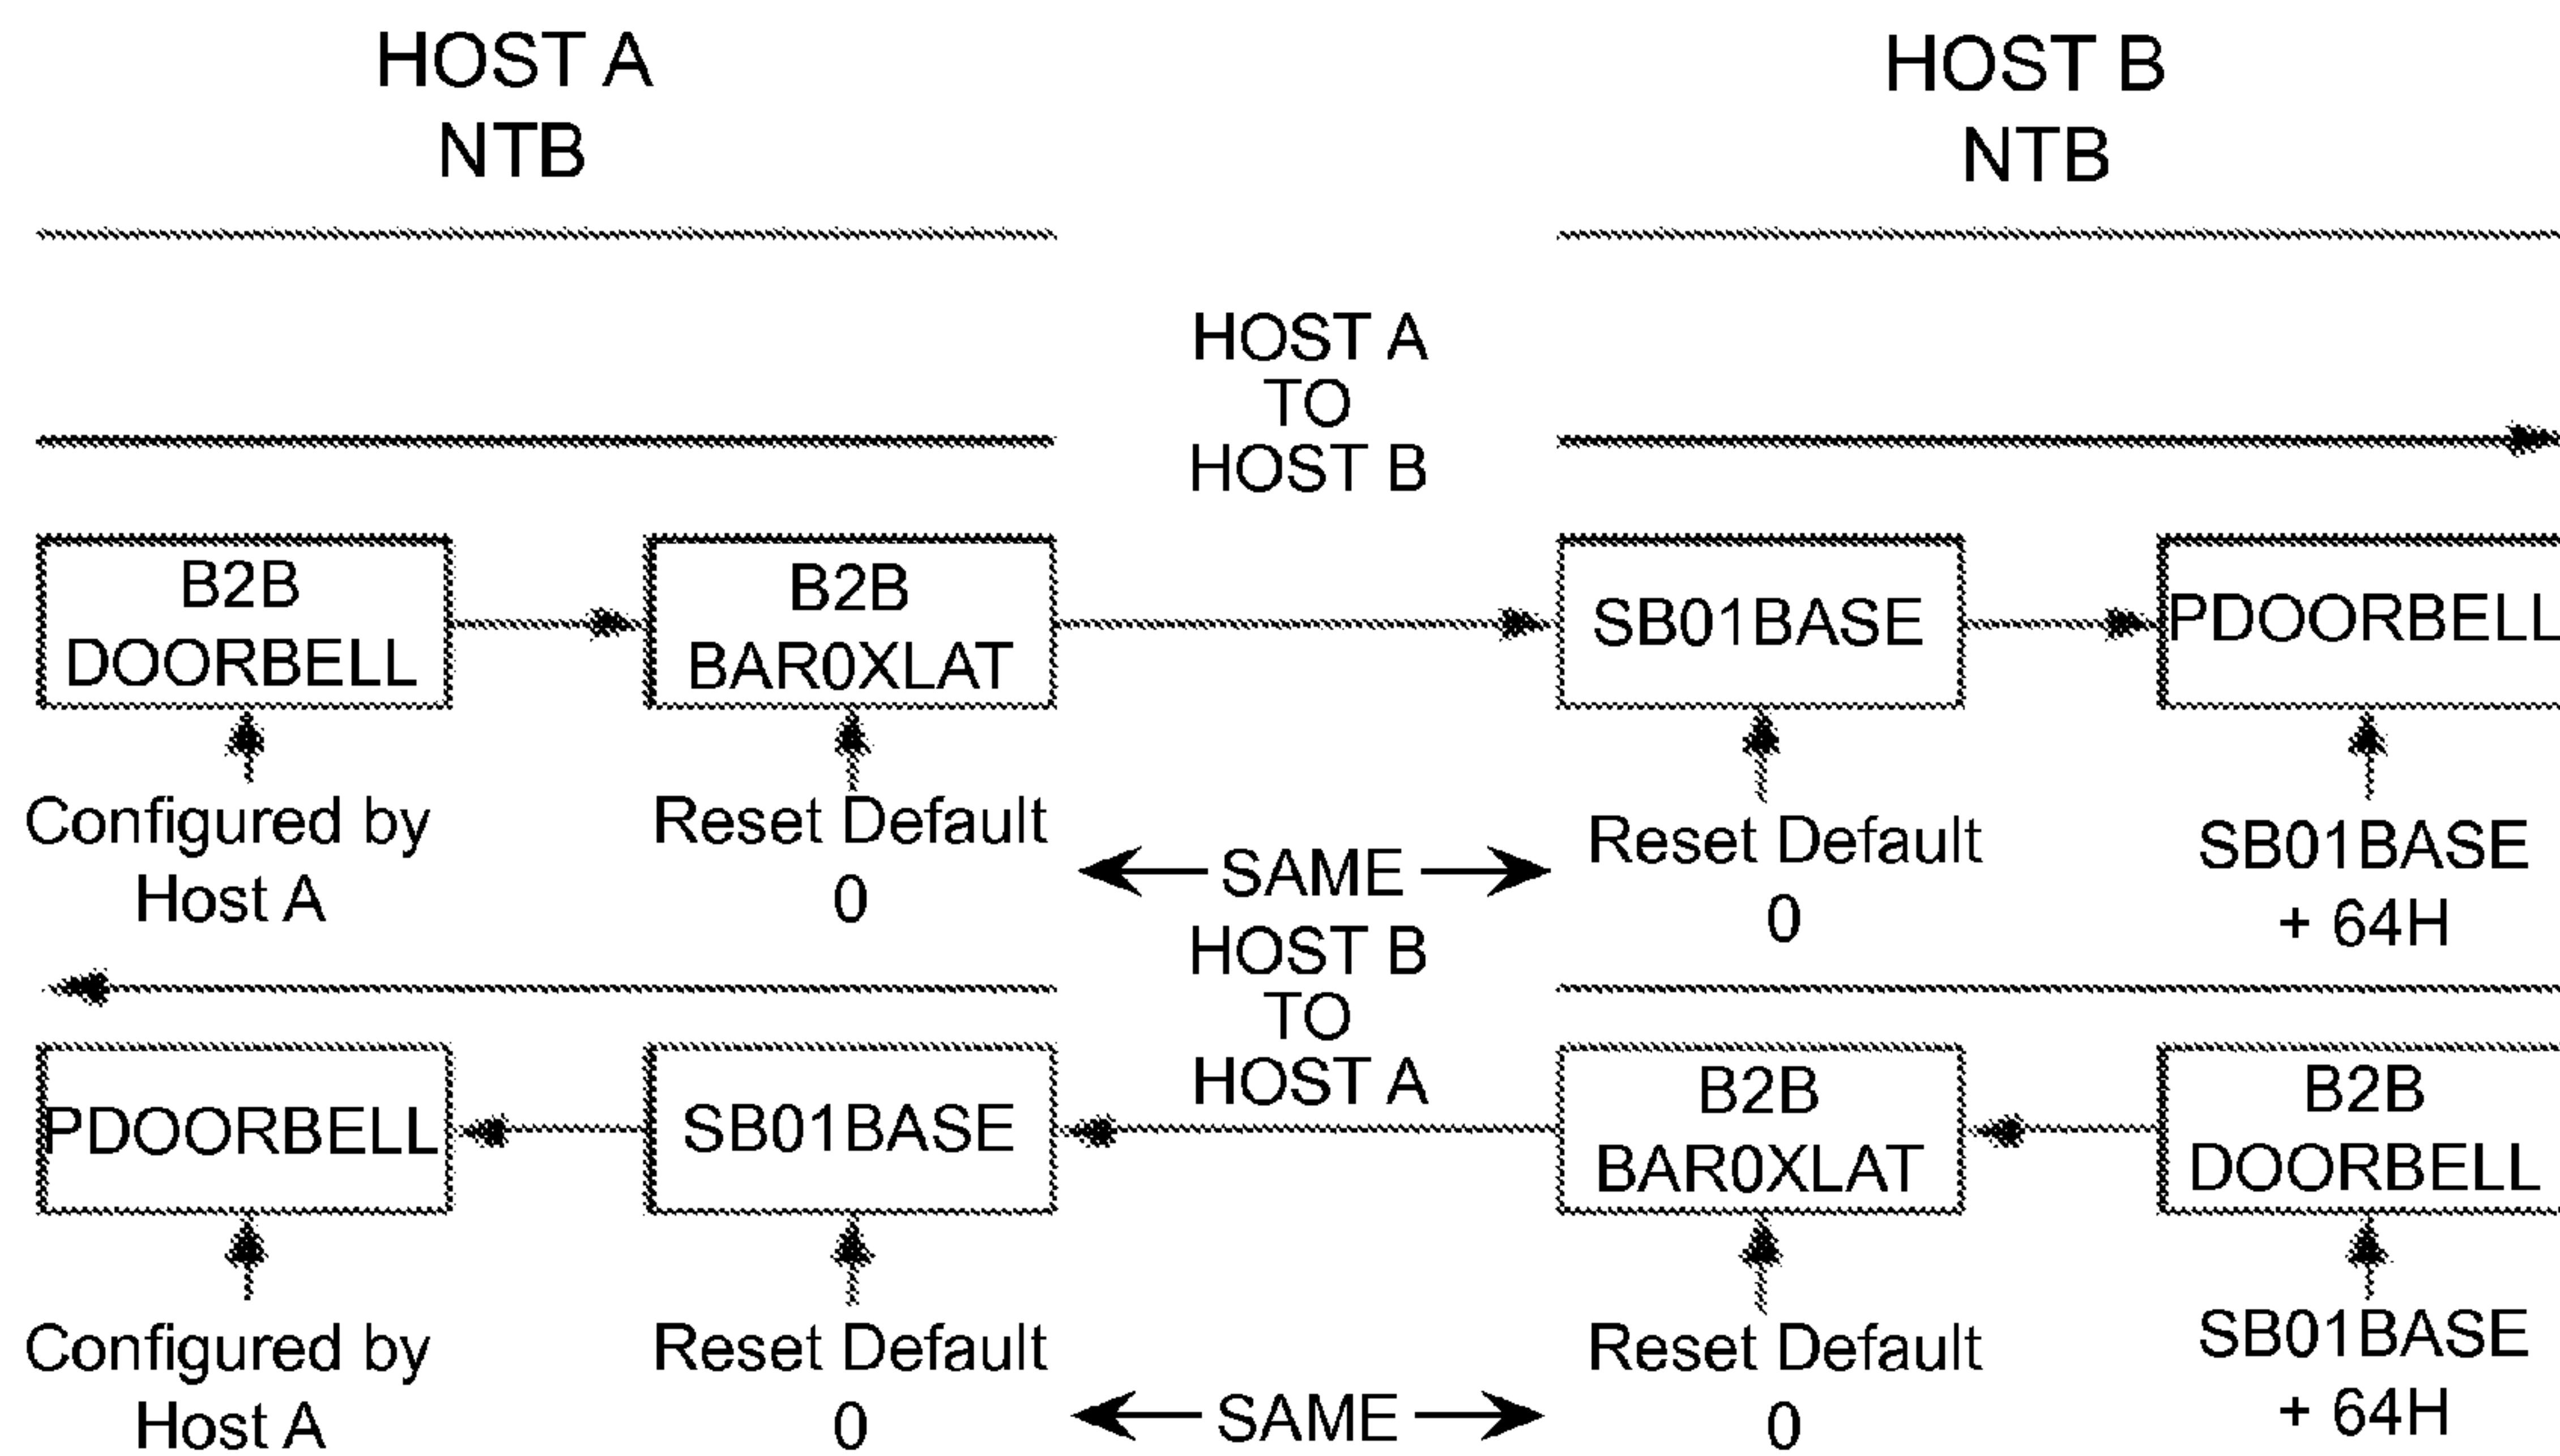 HOST A
NTB
HOST B
NTB
HOST A
TO
HOST B
B2B
DOORBELL
B2B
BAR0XLAT
SB01BASE
PDOORBELL
Configured by
Host A
Reset Default
0
SAME
Reset Default
0
SB01BASE
+ 64H
HOST B
TO
HOST A
PDOORBELL
SB01BASE
B2B
BAR0XLAT
B2B
DOORBELL
Configured by
Host A
Reset Default
0
SAME
Reset Default
0
SB01BASE
+ 64H